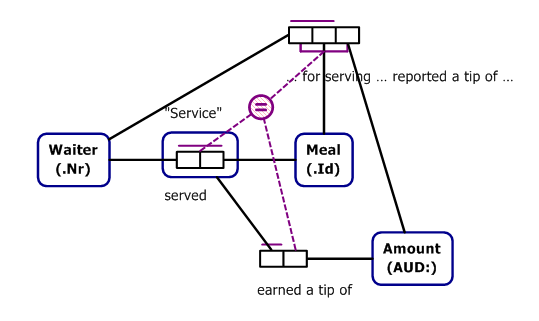 ... for serving ... reported a tip of ...
"Service"
Waiter
(.Nr)
Meal
(.Id)
served
Amount
(AUD:)
earned a tip of